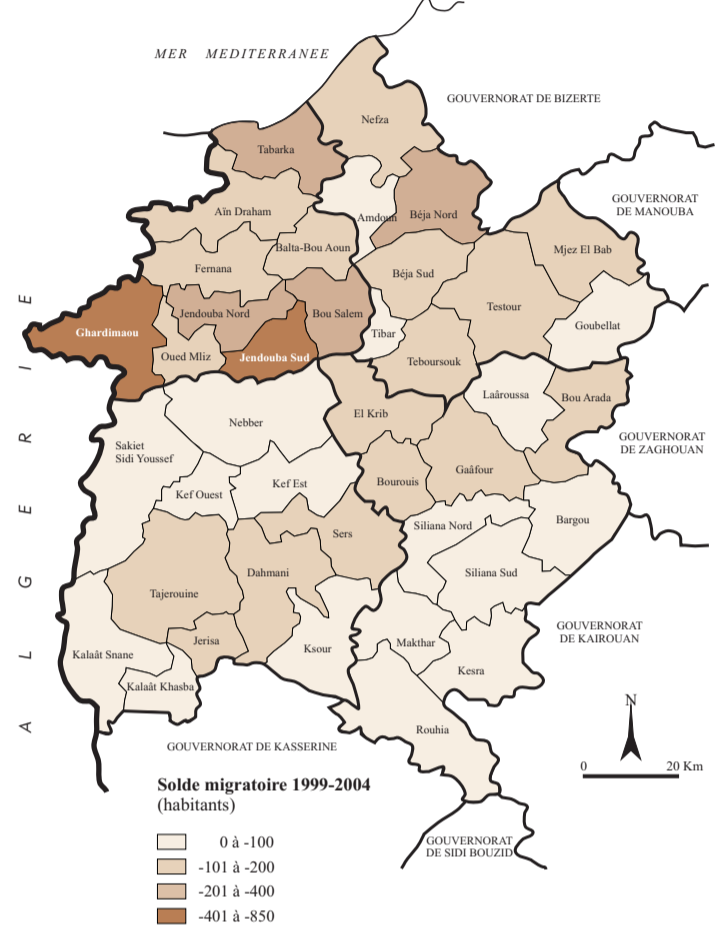 MER MEDITERRANEE
GOUVERNORAT DE BIZERTE
Nefza
Tabarka
GOUVERNORAT
DE MANOUBA
Aïn Draham
Amdoun
Béja Nord
Balta-Bou Aoun
Mjez El Bab
Fernana
Béja Sud
Testour
Jendouba Nord
Bou Salem
Goubellat
Ghardimaou
Tibar
Oued Mliz
Jendouba Sud
Teboursouk
Laâroussa
Bou Arada
El Krib
Nebber
GOUVERNORAT
DE ZAGHOUAN
Sakiet
Sidi Youssef
Gaâfour
Kef Ouest
Kef Est
Bourouis
Siliana Nord
Bargou
Sers
Dahmani
Siliana Sud
Tajerouine
GOUVERNORAT
DE KAIROUAN
Jerisa
Makthar
Ksour
Kalaât Snane
Kesra
Kalaât Khasba
Rouhia
ALGERIE
N
0 20 Km
GOUVERNORAT DE KASSERINE
Solde migratoire 1999-2004
(habitants)
0 à -100
-101 à -200
-201 à -400
-401 à -850
GOUVERNORAT
DE SIDI BOUZID